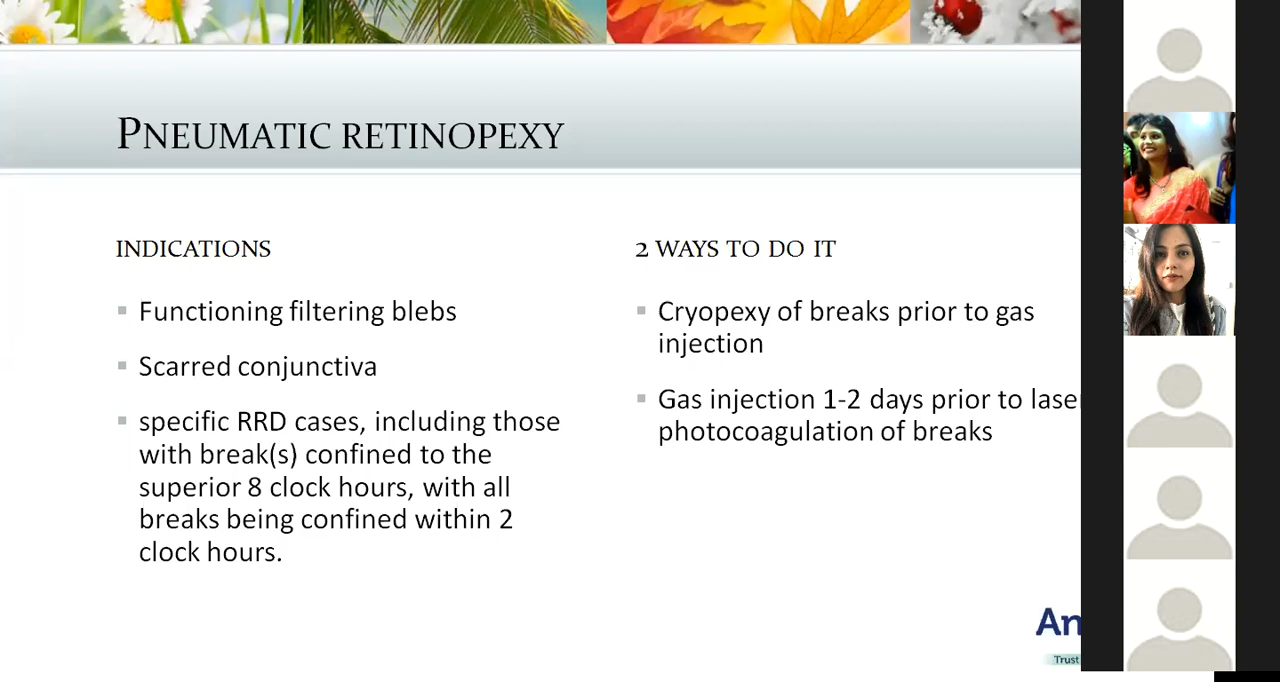 PNEUMATIC RETINOPEXY
INDICATIONS
Functioning filtering blebs
Scarred conjunctiva
specific RRD cases, including those
with break(s) confined to the
superior 8 clock hours, with all
breaks being confined within 2
clock hours.
2 WAYS TO DO IT
Cryopexy of breaks prior to gas
injection
Gas injection 1-2 days prior to laser
photocoagulation of breaks
An
Trust